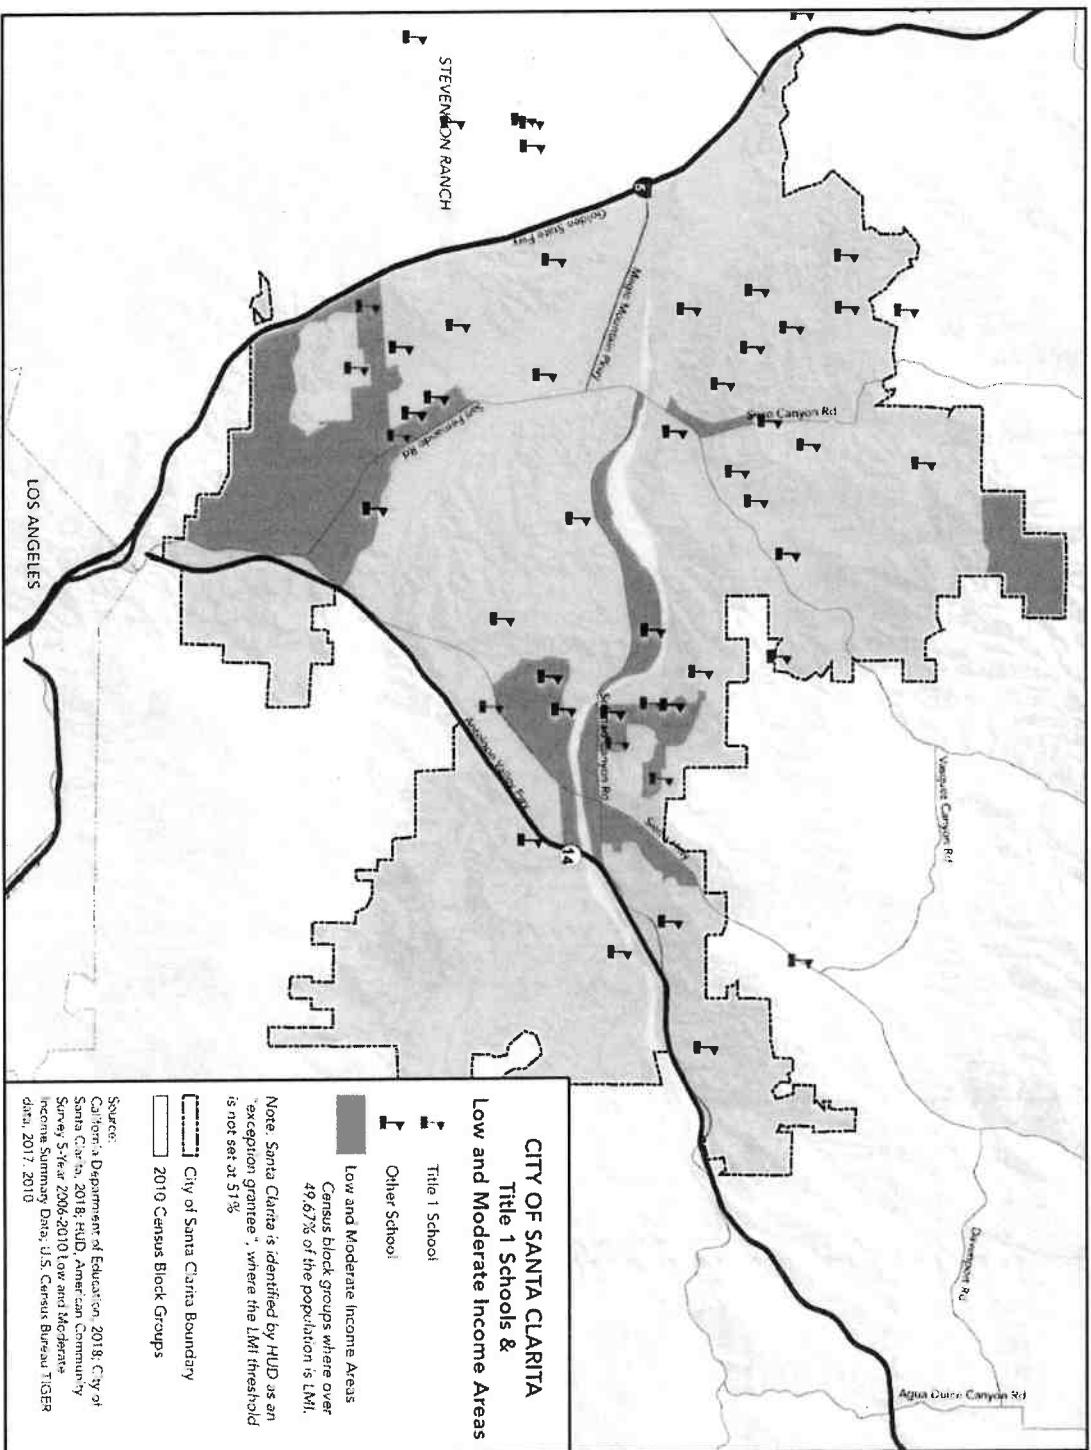 CITY OF SANTA CLARITA
Title 1 Schools &
Low and Moderate Income Areas
Title 1 School
Other School
Low and Moderate Income Areas
Census block groups where over
49.67% of the population is LMI.
Note: Santa Clarita is identified by HUD as an
"exception grantee", where the LMI threshold
is not set at 51%
City of Santa Clarita Boundary
2010 Census Block Groups
Source:
California Department of Education, 2018; City of
Santa Clarita, 2018; HUD, American Community
Survey 5-Year 2006-2010 Low and Moderate
Income Summary Data; U.S. Census Bureau TIGER
data, 2017, 2010
STEVENSON RANCH
LOS ANGELES
Golden State Fwy
Magic Mountain Pkwy
San Fernando Rd
Canyon Rd
Canyon Rd
Antelope Valley Fwy
Vasquez Canyon Rd
Davenport Rd
Agua Dulce Canyon Rd
5
14